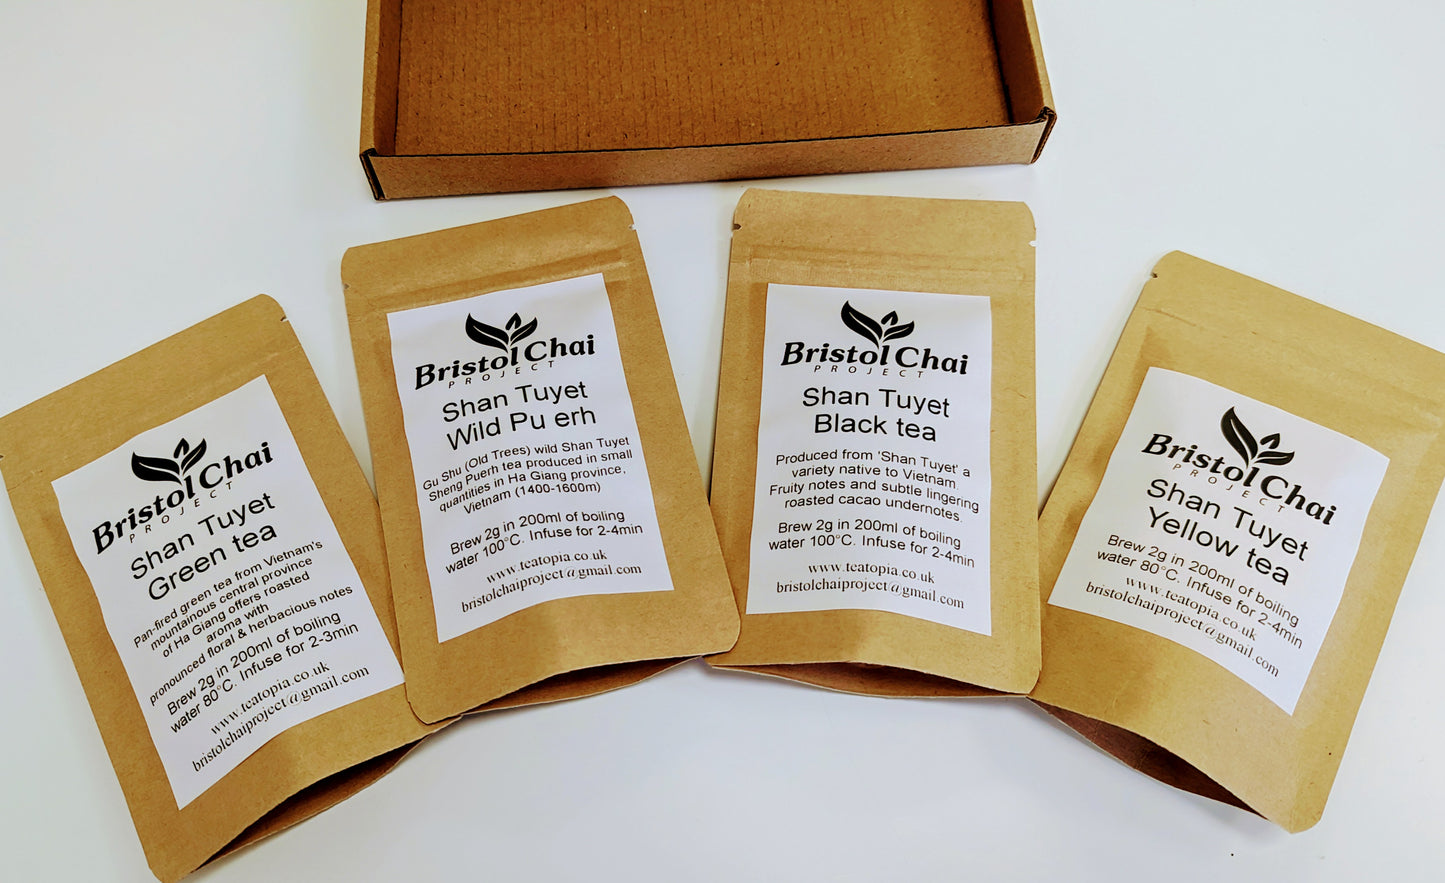 Bristol Chai
PROJECT
Shan Tuyet
Green tea
Pan-fired green tea from Vietnam's
mountainous central province
of Ha Giang offers roasted
aroma with
pronounced floral & herbacious notes
Brew 2g in 200ml of boiling
water 80°C. Infuse for 2-3min
www.teatopia.co.uk
bristolchaiproject@gmail.com
Bristol Chai
PROJECT
Shan Tuyet
Wild Pu erh
Gu Shu (Old Trees) wild Shan Tuyet
Sheng Puerh tea produced in small
quantities in Ha Giang province,
Vietnam (1400-1600m)
Brew 2g in 200ml of boiling
water 100°C. Infuse for 2-4min
www.teatopia.co.uk
bristolchaiproject@gmail.com
Bristol Chai
PROJECT
Shan Tuyet
Black tea
Produced from 'Shan Tuyet' a
variety native to Vietnam.
Fruity notes and subtle lingering
roasted cacao undernotes.
Brew 2g in 200ml of boiling
water 100°C. Infuse for 2-4min
www.teatopia.co.uk
bristolchaiproject@gmail.com
Bristol Chai
PROJECT
Shan Tuyet
Yellow tea
Brew 2g in 200ml of boiling
water 80°C. Infuse for 2-4min
www.teatopia.co.uk
bristolchaiproject@gmail.com